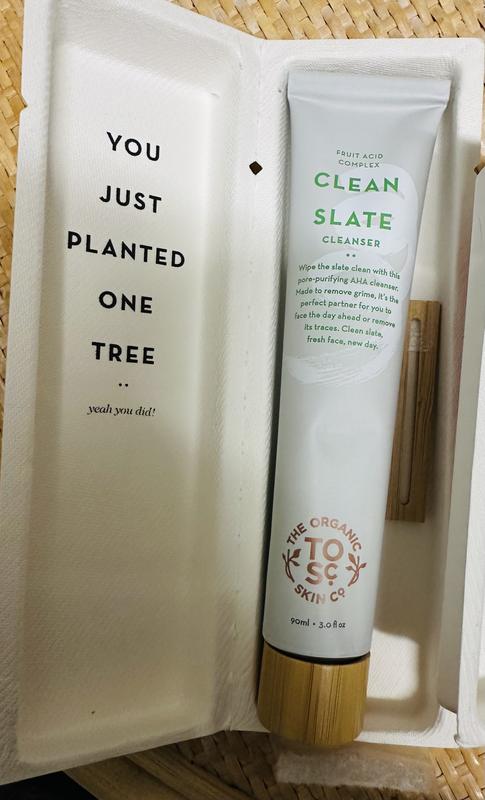 YOU
JUST
PLANTED
ONE
TREE
yeah you did!
FRUIT ACID
COMPLEX
CLEAN
SLATE
CLEANSER
Wipe the slate clean with this
pore-purifying AHA cleanser.
Made to remove grime, it's the
perfect partner for you to
face the day ahead or remove
its traces. Clean slate,
fresh face, new day.
THE ORGANIC
TO
SC
SKIN CO
90ml • 3.0 fl oz